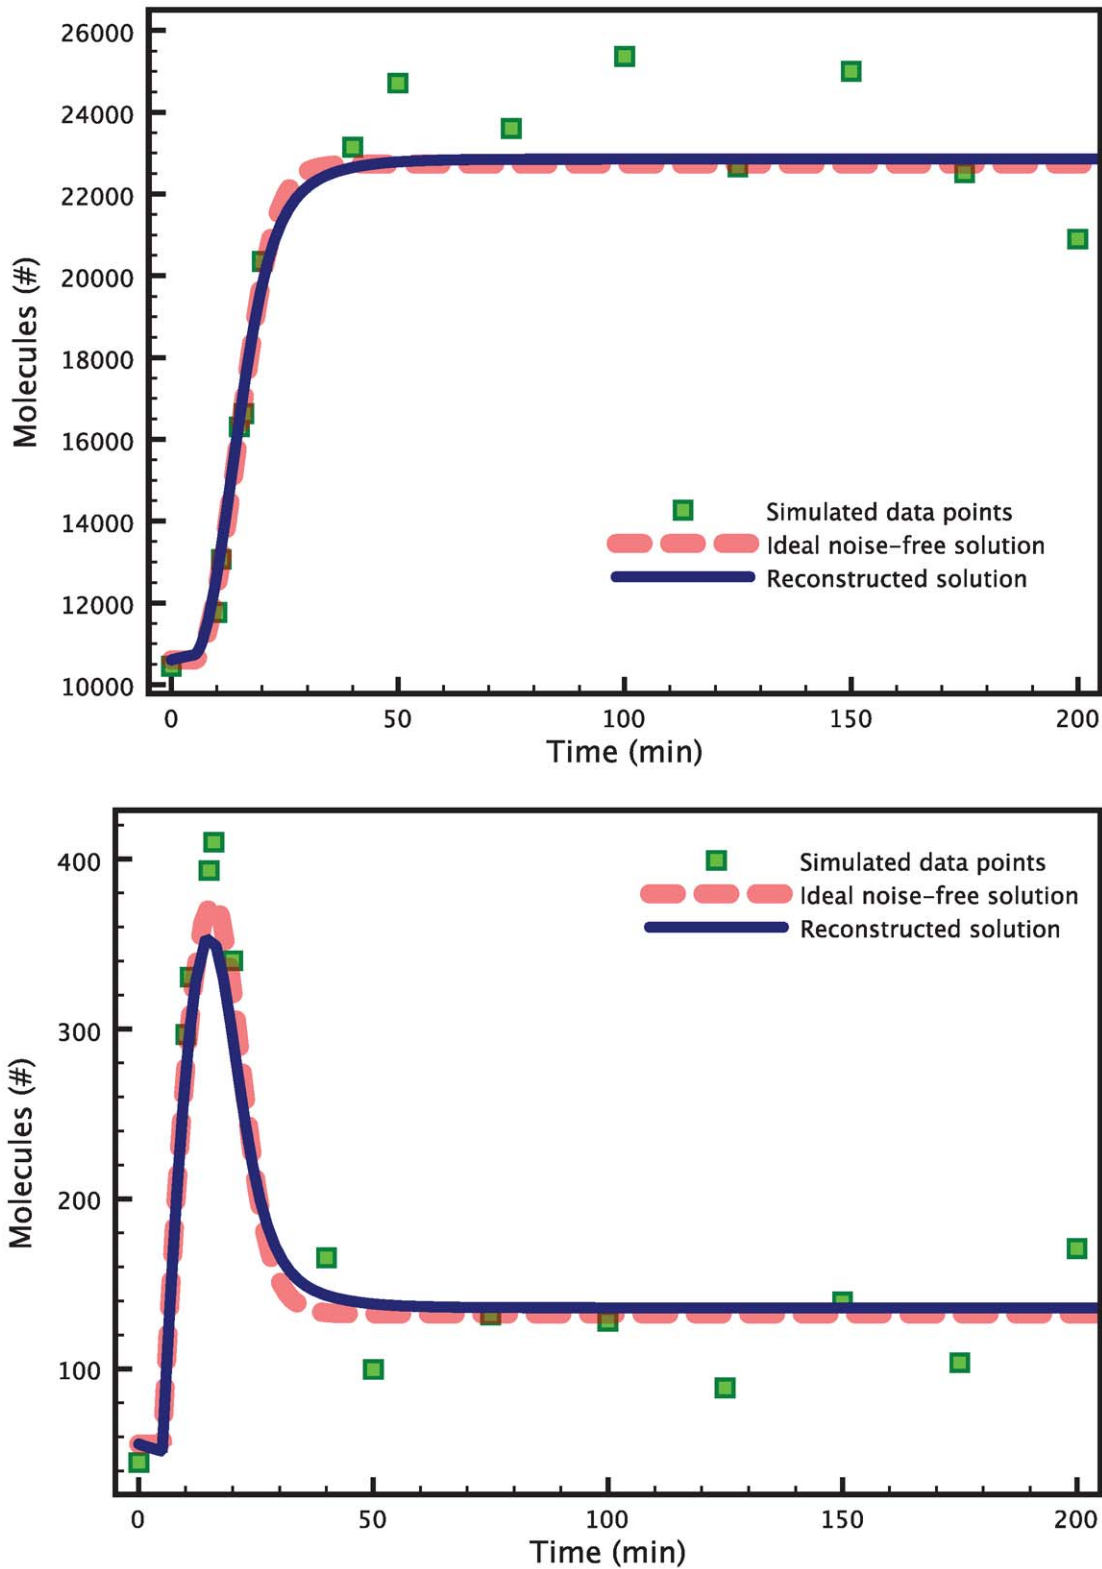 26000
24000
22000
20000
18000
16000
14000
12000
10000
Molecules (#)
Simulated data points
Ideal noise-free solution
Reconstructed solution
0 50 100 150 200
Time (min)
400
300
200
100
Molecules (#)
Simulated data points
Ideal noise-free solution
Reconstructed solution
0 50 100 150 200
Time (min)